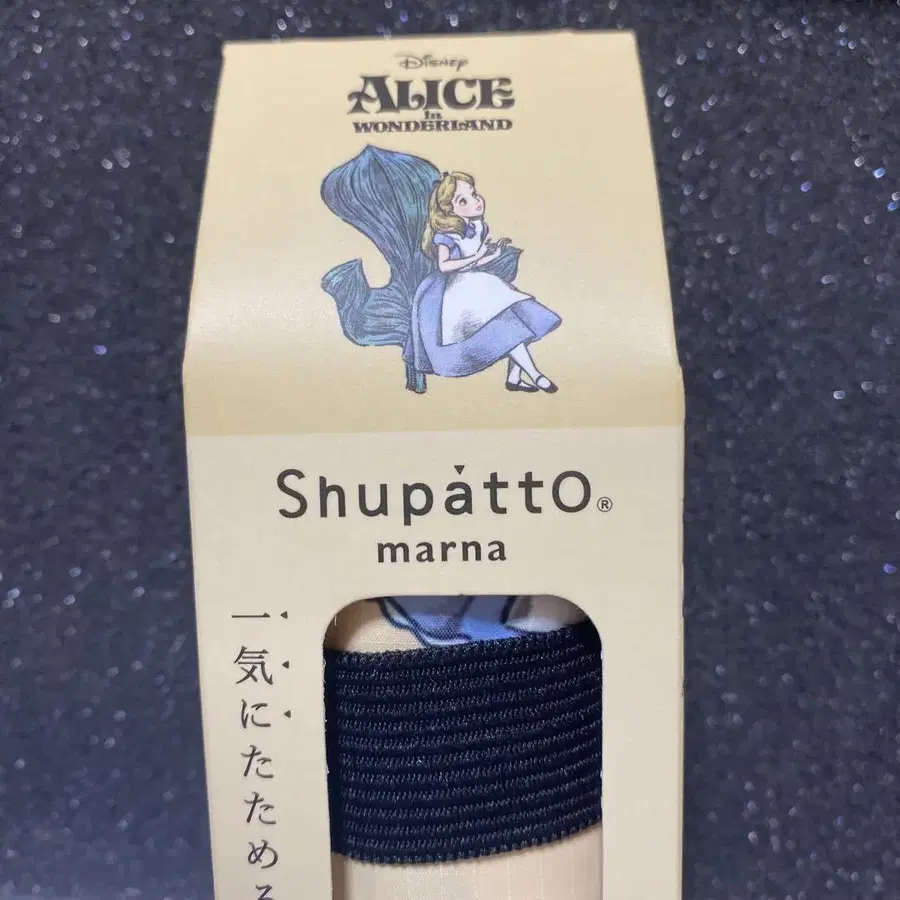 Disney
ALICE
in
WONDERLAND
Shupatto®
marna
一気にたためる